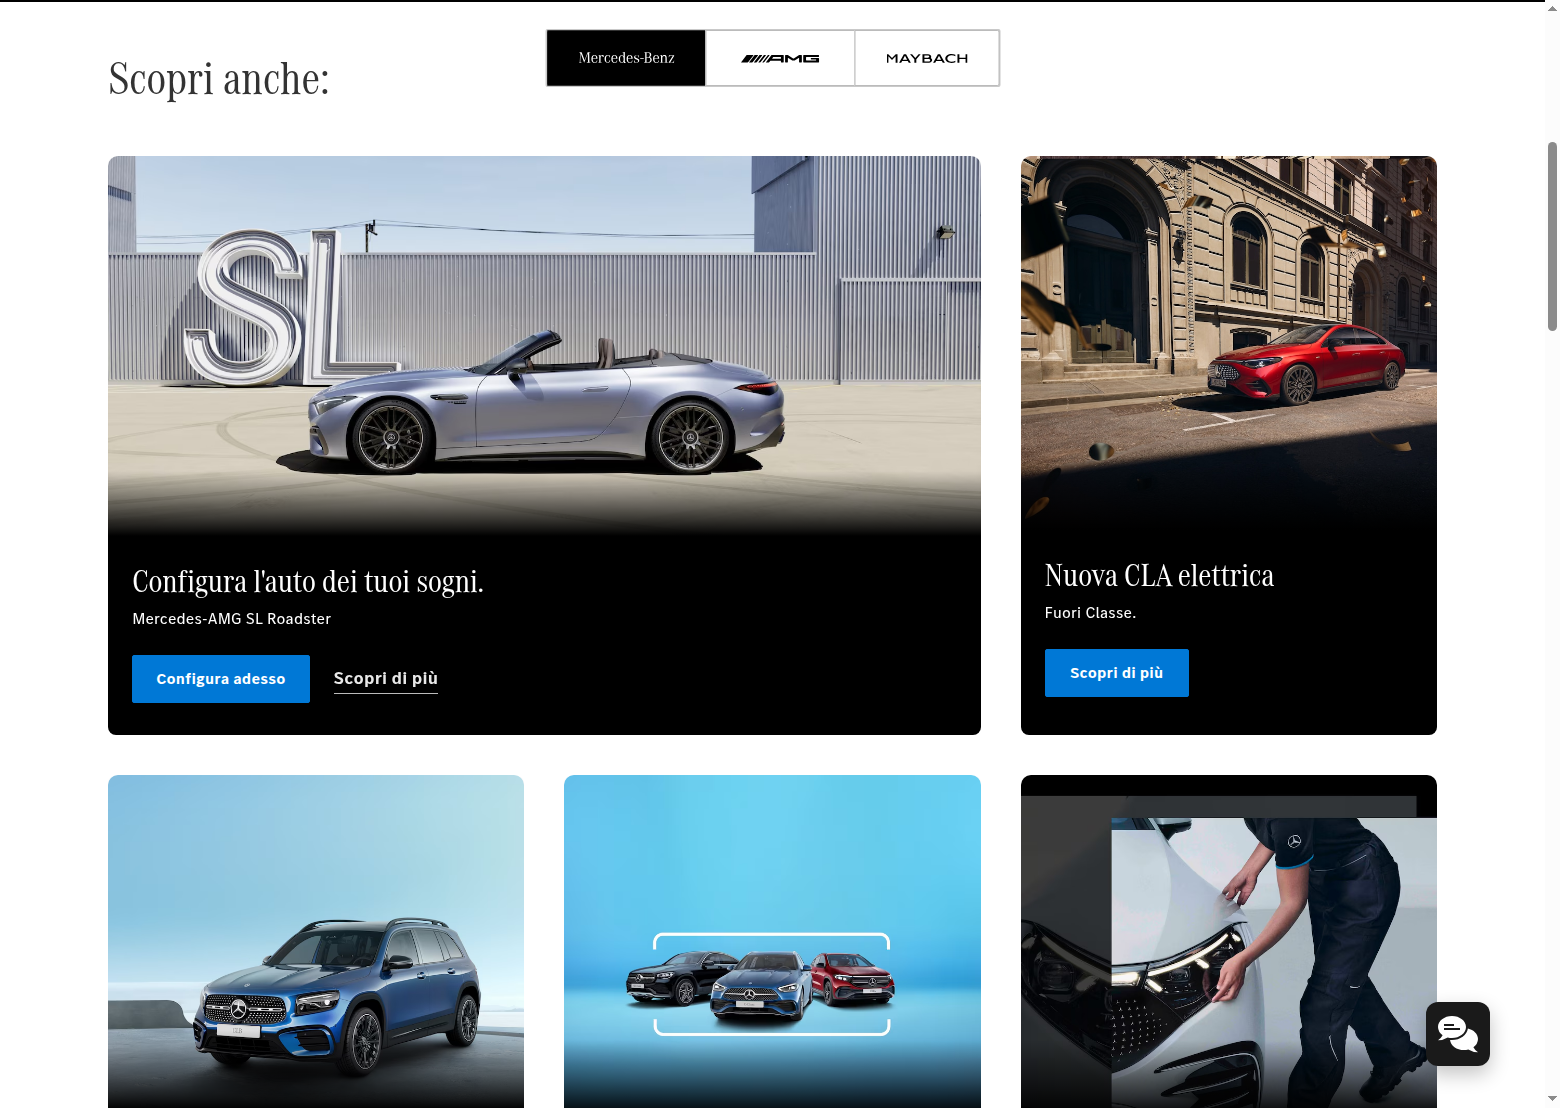 Mercedes-Benz
AMG
MAYBACH
Scopri anche:
SL
Configura l'auto dei tuoi sogni.
Mercedes-AMG SL Roadster
Configura adesso
Scopri di più
Nuova CLA elettrica
Fuori Classe.
Scopri di più